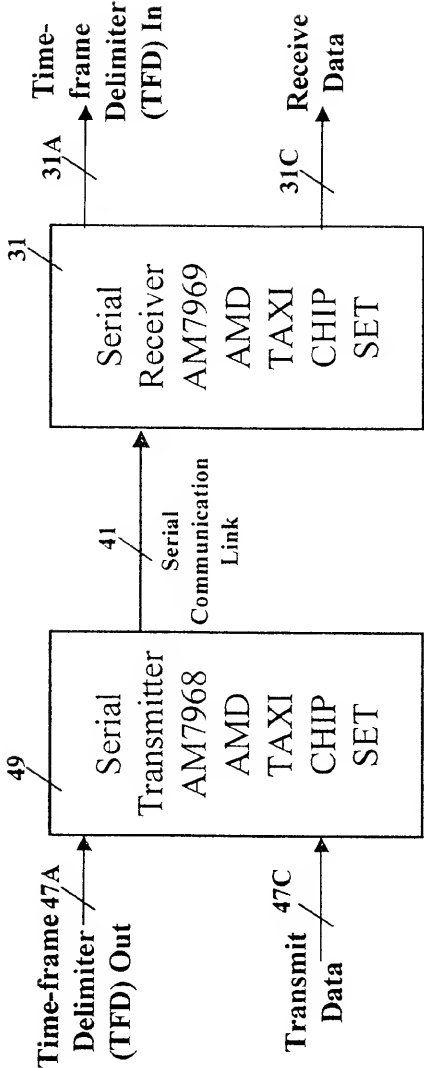 Time-frame 47A
Delimiter
(TFD) Out
Transmit 47C
Data
49
Serial
Transmitter
AM7968
AMD
TAXI
CHIP
SET
41
Serial
Communication
Link
31
Serial
Receiver
AM7969
AMD
TAXI
CHIP
SET
31A
Time-
frame
Delimiter
(TFD) In
31C
Receive
Data